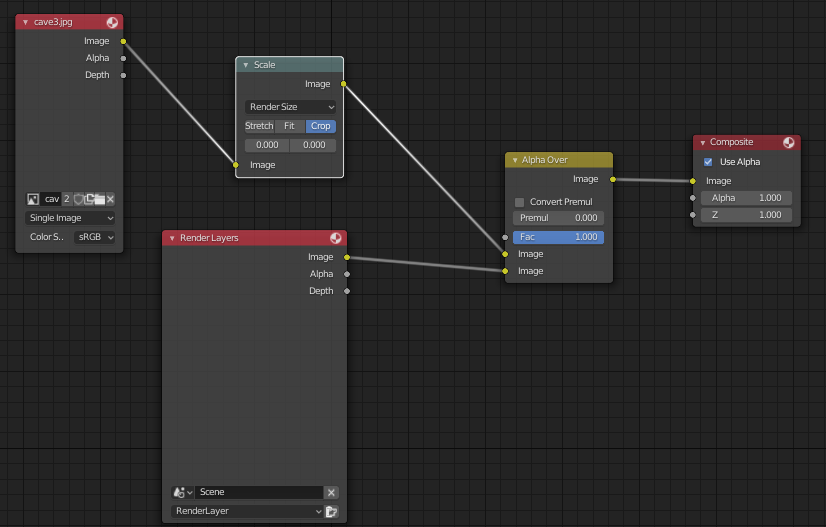 cave3.jpg
Image
Alpha
Depth
cav 2
Single Image
Color S.. sRGB
Scale
Image
Render Size
Stretch Fit Crop
0.000 0.000
Image
Render Layers
Image
Alpha
Depth
Scene
RenderLayer
Alpha Over
Image
Convert Premul
Premul 0.000
Fac 1.000
Image
Image
Composite
Use Alpha
Image
Alpha 1.000
Z 1.000